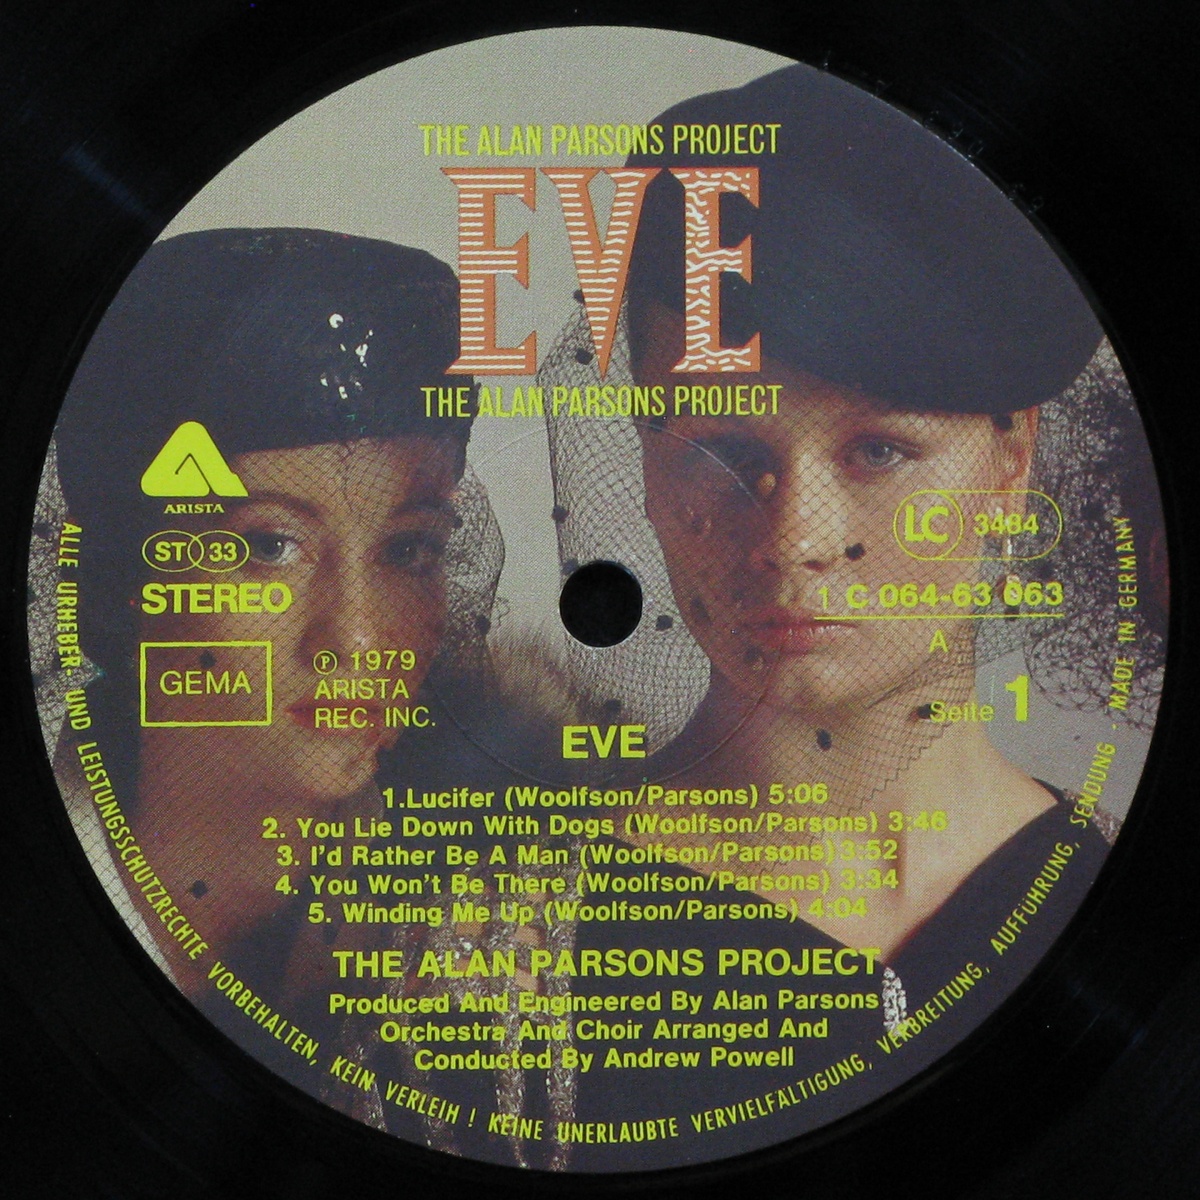 THE ALAN PARSONS PROJECT
EVE
THE ALAN PARSONS PROJECT
ARISTA
ST 33
STEREO
GEMA
℗ 1979
ARISTA
REC. INC.
LC 3484
1 C 064-63 063
A
Seite 1
EVE
1.Lucifer (Woolfson/Parsons) 5:06
2. You Lie Down With Dogs (Woolfson/Parsons) 3:46
3. I'd Rather Be A Man (Woolfson/Parsons) 3:52
4. You Won't Be There (Woolfson/Parsons) 3:34
5. Winding Me Up (Woolfson/Parsons) 4:04
THE ALAN PARSONS PROJECT
Produced And Engineered By Alan Parsons
Orchestra And Choir Arranged And
Conducted By Andrew Powell
ALLE URHEBER- UND LEISTUNGSSCHUTZRECHTE VORBEHALTEN, KEIN VERLEIH ! KEINE UNERLAUBTE VERVIELFÄLTIGUNG, VERBREITUNG, AUFFÜHRUNG, SENDUNG · MADE IN GERMANY